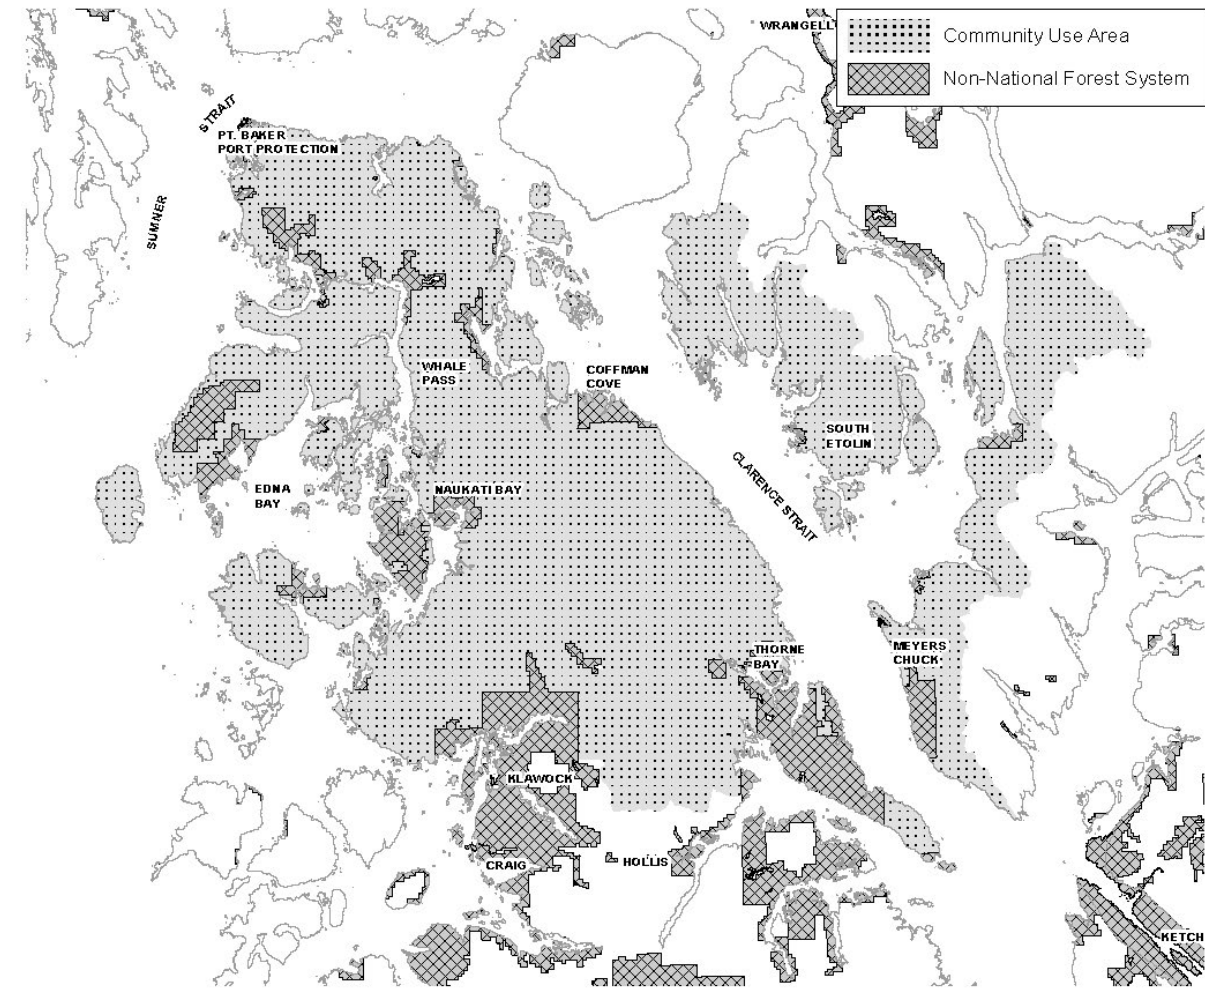 WRANGELL
Community Use Area
Non-National Forest System
STRAIT
PT. BAKER
PORT PROTECTION
SUMNER
WHALE
PASS
COFFMAN
COVE
SOUTH
ETOLIN
CLARENCE STRAIT
EDNA
BAY
NAUKATI BAY
THORNE
BAY
MEYERS
CHUCK
KLAWOCK
CRAIG
HOLLIS
KETCH